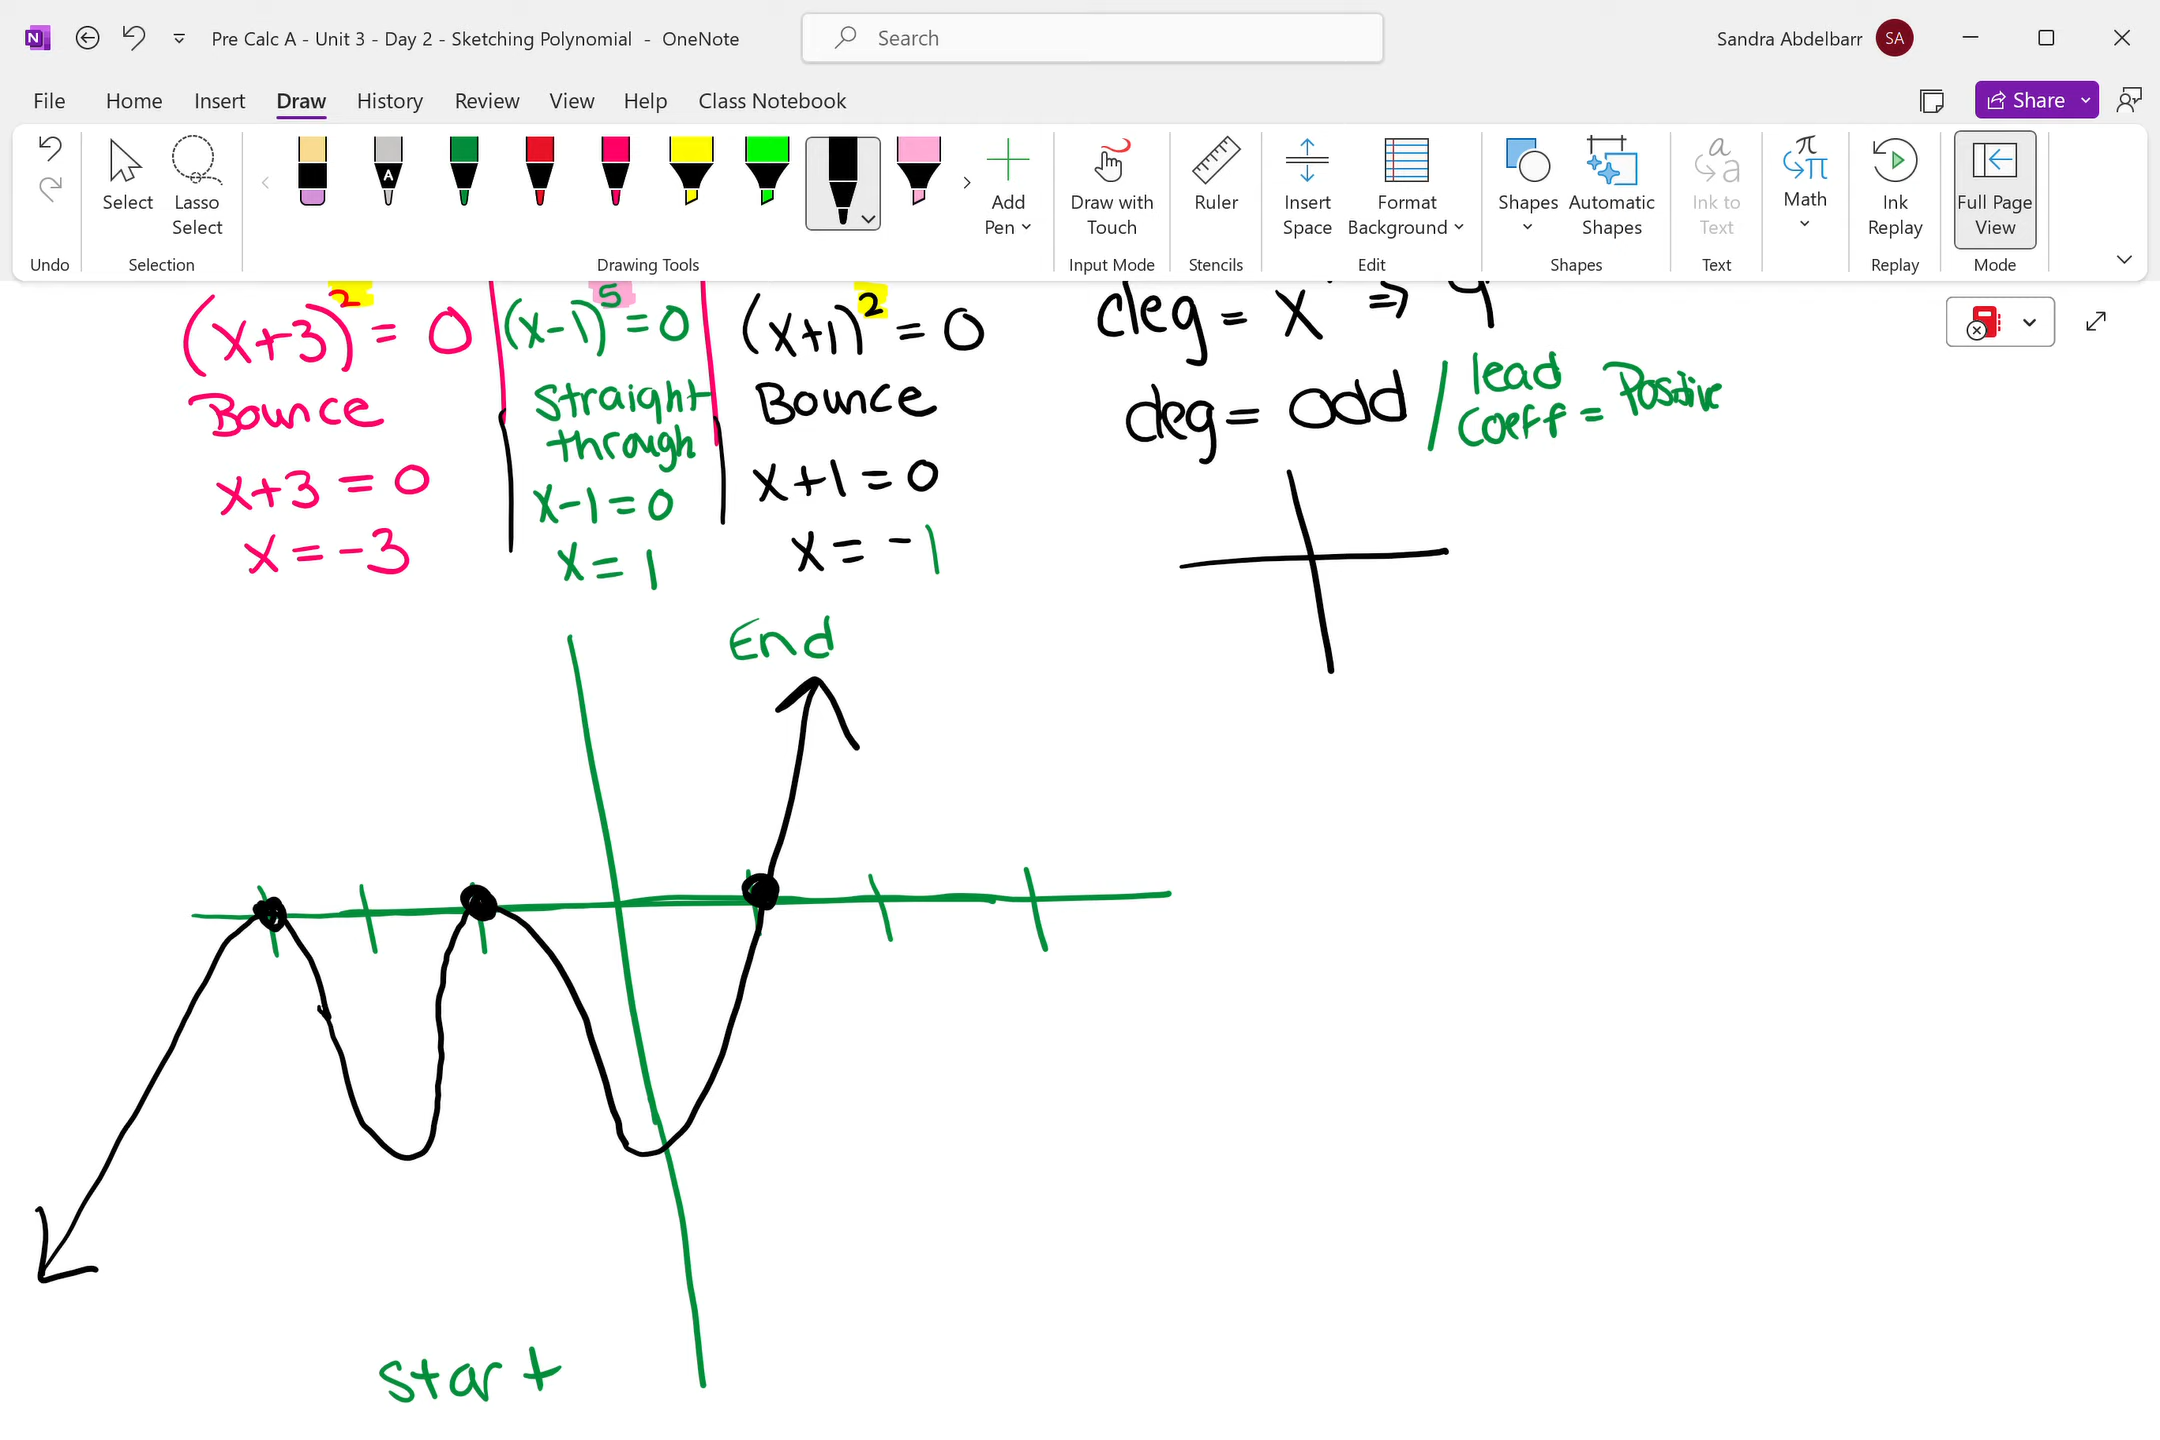 Pre Calc A - Unit 3 - Day 2 - Sketching Polynomial - OneNote
Search
Sandra Abdelbarr SA
File Home Insert Draw History Review View Help Class Notebook
Share
Select
Lasso Select
A
Add Pen
Draw with Touch
Ruler
Insert Space
Format Background
Shapes
Automatic Shapes
Ink to Text
Math
Ink Replay
Full Page View
Undo Selection Drawing Tools Input Mode Stencils Edit Shapes Text Replay Mode
(x+3)² = 0
Bounce
x+3 = 0
x = -3
(x-1)⁵ = 0
Straight
through
x-1 = 0
x = 1
(x+1)² = 0
Bounce
x+1 = 0
x = -1
deg = x ⇒
deg = odd / lead coeff = Positive
End
Start